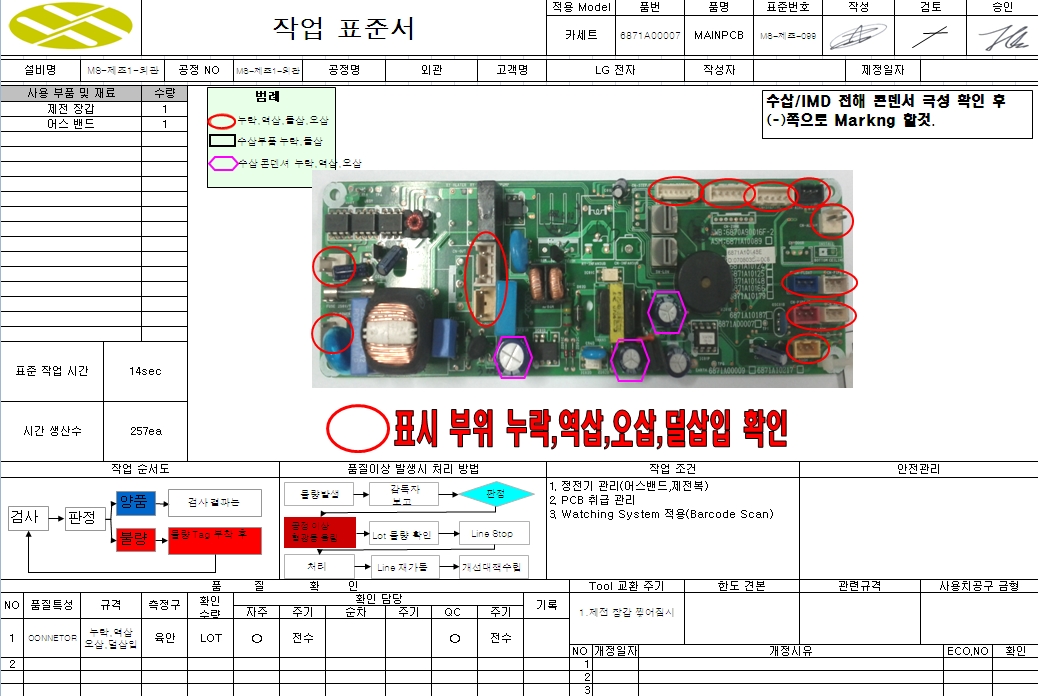 작업 표준서
적용 Model 품번 품명 표준번호 작성 검토 승인
카세트 6871A00007 MAINPCB M8-제조-099
설비명 M8-제조1-외관 공정 NO M8-제조1-외관 공정명 외관 고객명 LG 전자 작성자 제정일자
사용 부품 및 재료 수량
제전 장갑 1
어스 밴드 1
범례
누락,역삽,틀삽,오삽
수삽부품 누락,틀삽
수삽 콘덴서 누락,역삽,오삽
수삽/IMD 전해 콘덴서 극성 확인 후
(-)쪽으로 Markng 할것.
표준 작업 시간 14sec
시간 생산수 257ea
표시 부위 누락,역삽,오삽,덜삽입 확인
작업 순서도 품질이상 발생시 처리 방법 작업 조건 안전관리
검사 판정 양품 검사 결하는
불량 불량 Tag 부착 후
불량발생 감독자 보고 판정
공정이상
Lot 불량 확인 Line Stop
처리 Line 재가동 개선대책수립
1, 정전기 관리(어스밴드,제전복)
2, PCB 취급 관리
3, Watching System 적용(Barcode Scan)
품 질 확 인
NO 품질특성 규격 측정구 확인 수량 확인 담당 기록
자주 주기 순차 주기 QC 주기
1 CONNETOR 누락,역삽 오삽,덜삽입 육안 LOT ○ 전수 ○ 전수
2
Tool 교환 주기 한도 견본 관련규격 사용치공구 금형
1.제전 장갑 찢어짐시
NO 개정일자 개정사유 ECO,NO 확인
1
2
3